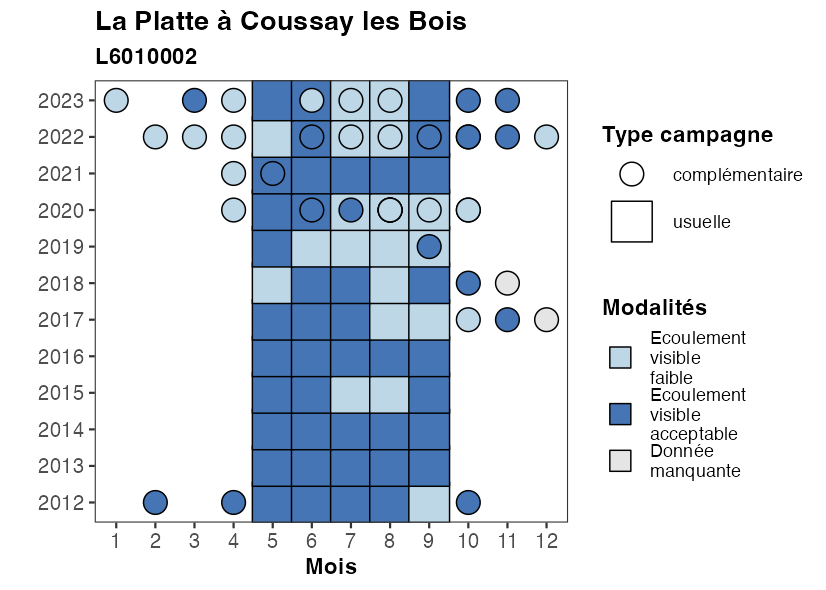 La Platte à Coussay les Bois
L6010002
2023
2022
2021
2020
2019
2018
2017
2016
2015
2014
2013
2012
1 2 3 4 5 6 7 8 9 10 11 12
Mois
Type campagne
complémentaire
usuelle
Modalités
Ecoulement
visible
faible
Ecoulement
visible
acceptable
Donnée
manquante